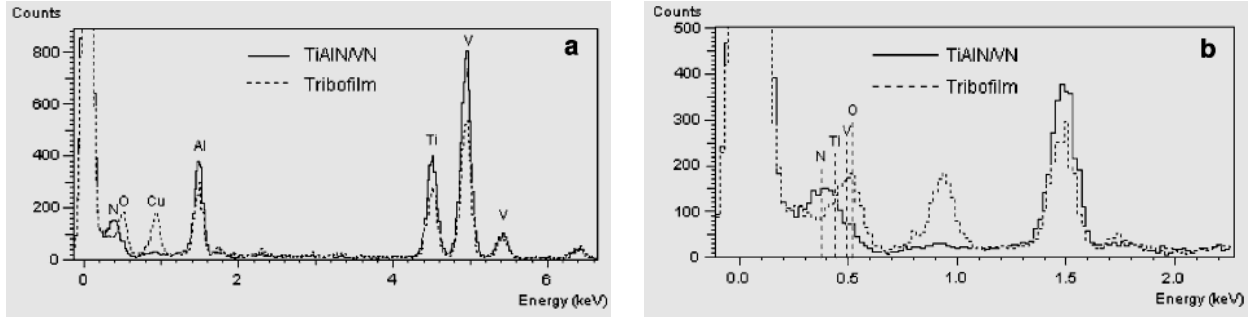 Counts
a
800
600
400
200
0
TiAlN/VN
Tribofilm
N
O
Cu
Al
Ti
V
V
0
2
4
6
Energy (keV)
Counts
b
500
400
300
200
100
0
TiAlN/VN
Tribofilm
N
Ti
V
O
0.0
0.5
1.0
1.5
2.0
Energy (keV)